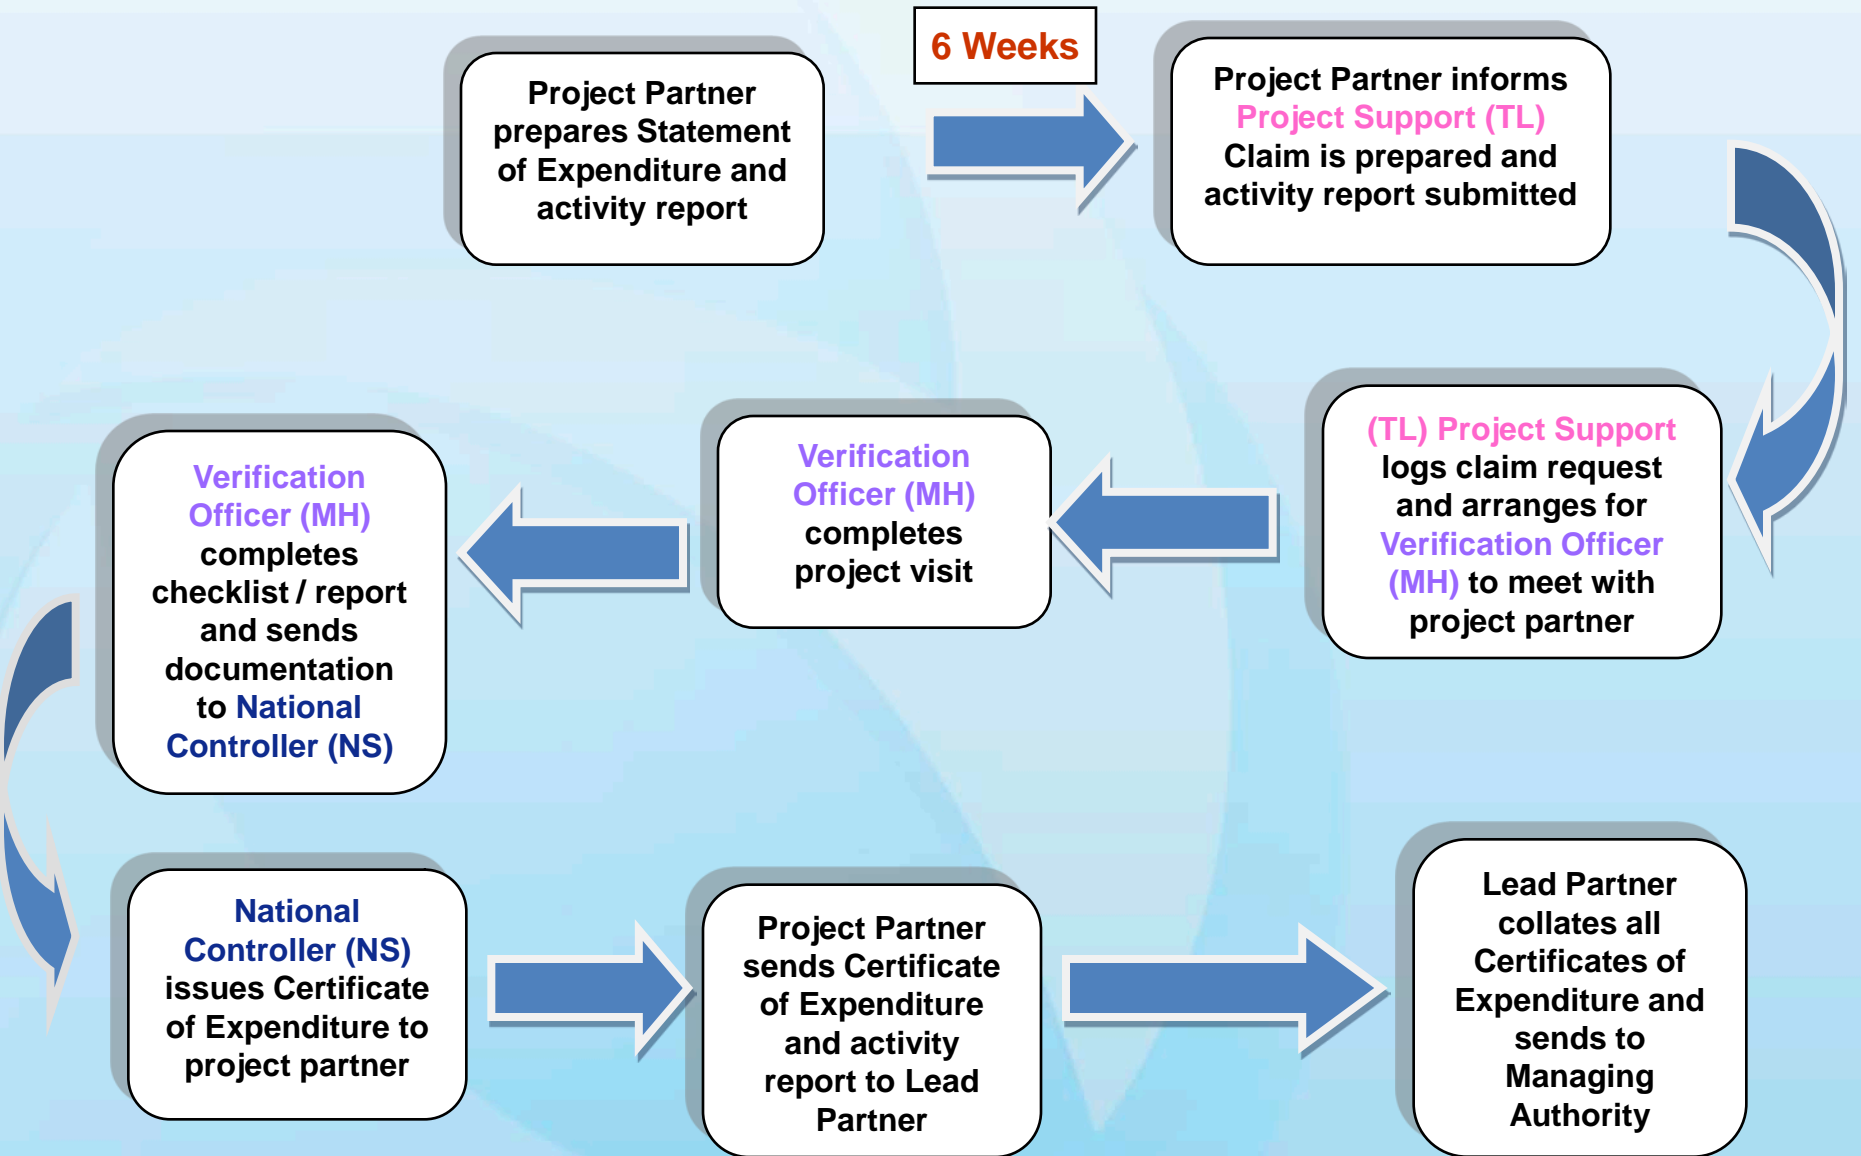 Project Partner
prepares Statement
of Expenditure and
activity report
6 Weeks
Project Partner informs
Project Support (TL)
Claim is prepared and
activity report submitted
(TL) Project Support
logs claim request
and arranges for
Verification Officer
(MH) to meet with
project partner
Verification
Officer (MH)
completes
project visit
Verification
Officer (MH)
completes
checklist / report
and sends
documentation
to National
Controller (NS)
National
Controller (NS)
issues Certificate
of Expenditure to
project partner
Project Partner
sends Certificate
of Expenditure
and activity
report to Lead
Partner
Lead Partner
collates all
Certificates of
Expenditure and
sends to
Managing
Authority